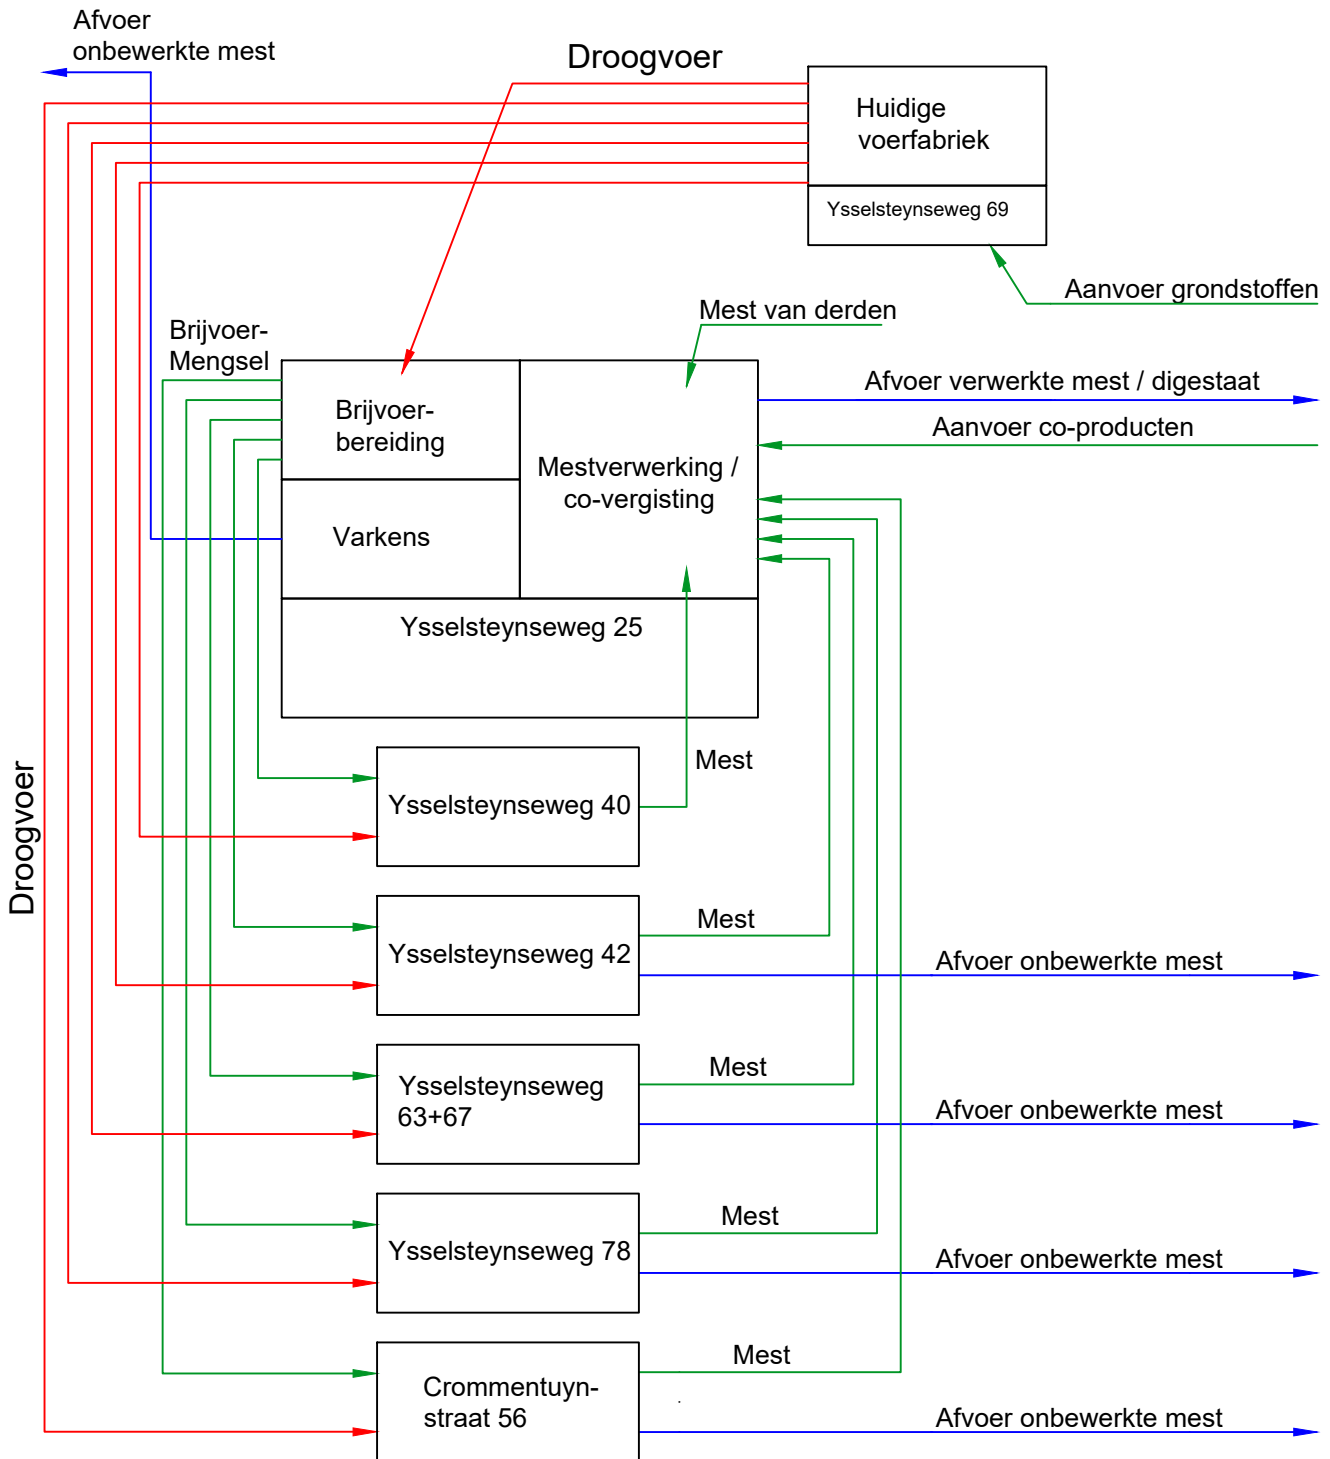 Afvoer
onbewerkte mest
Droogvoer
Huidige
voerfabriek
Ysselsteynseweg 69
Aanvoer grondstoffen
Mest van derden
Brijvoer-
Mengsel
Afvoer verwerkte mest / digestaat
Aanvoer co-producten
Brijvoer-
bereiding
Mestverwerking /
co-vergisting
Varkens
Ysselsteynseweg 25
Droogvoer
Mest
Ysselsteynseweg 40
Mest
Ysselsteynseweg 42
Afvoer onbewerkte mest
Mest
Ysselsteynseweg
63+67
Afvoer onbewerkte mest
Mest
Ysselsteynseweg 78
Afvoer onbewerkte mest
Mest
Crommentuyn-
straat 56
Afvoer onbewerkte mest